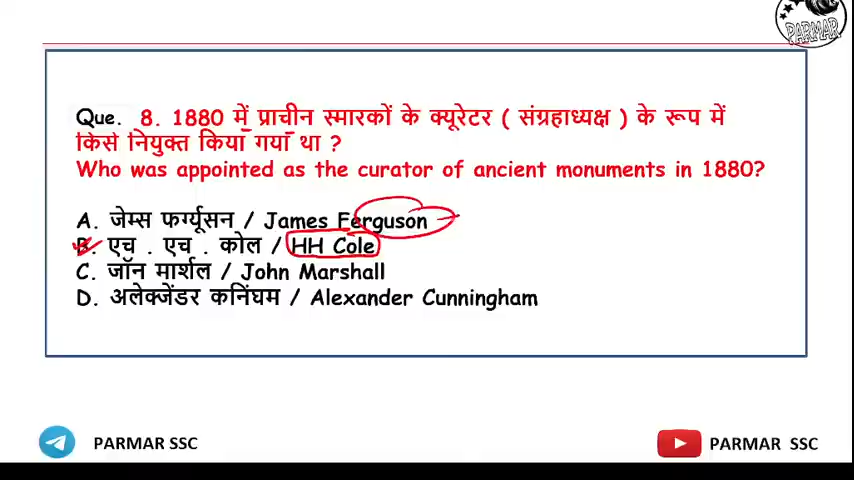 PARMAR
Que. 8. 1880 में प्राचीन स्मारकों के क्यूरेटर ( संग्रहाध्यक्ष ) के रूप में
किसे नियुक्त किया गया था ?
Who was appointed as the curator of ancient monuments in 1880?
A. जेम्स फर्ग्यूसन / James Ferguson
B. एच . एच . कोल / HH Cole
C. जॉन मार्शल / John Marshall
D. अलेक्जेंडर कनिंघम / Alexander Cunningham
PARMAR SSC
PARMAR SSC